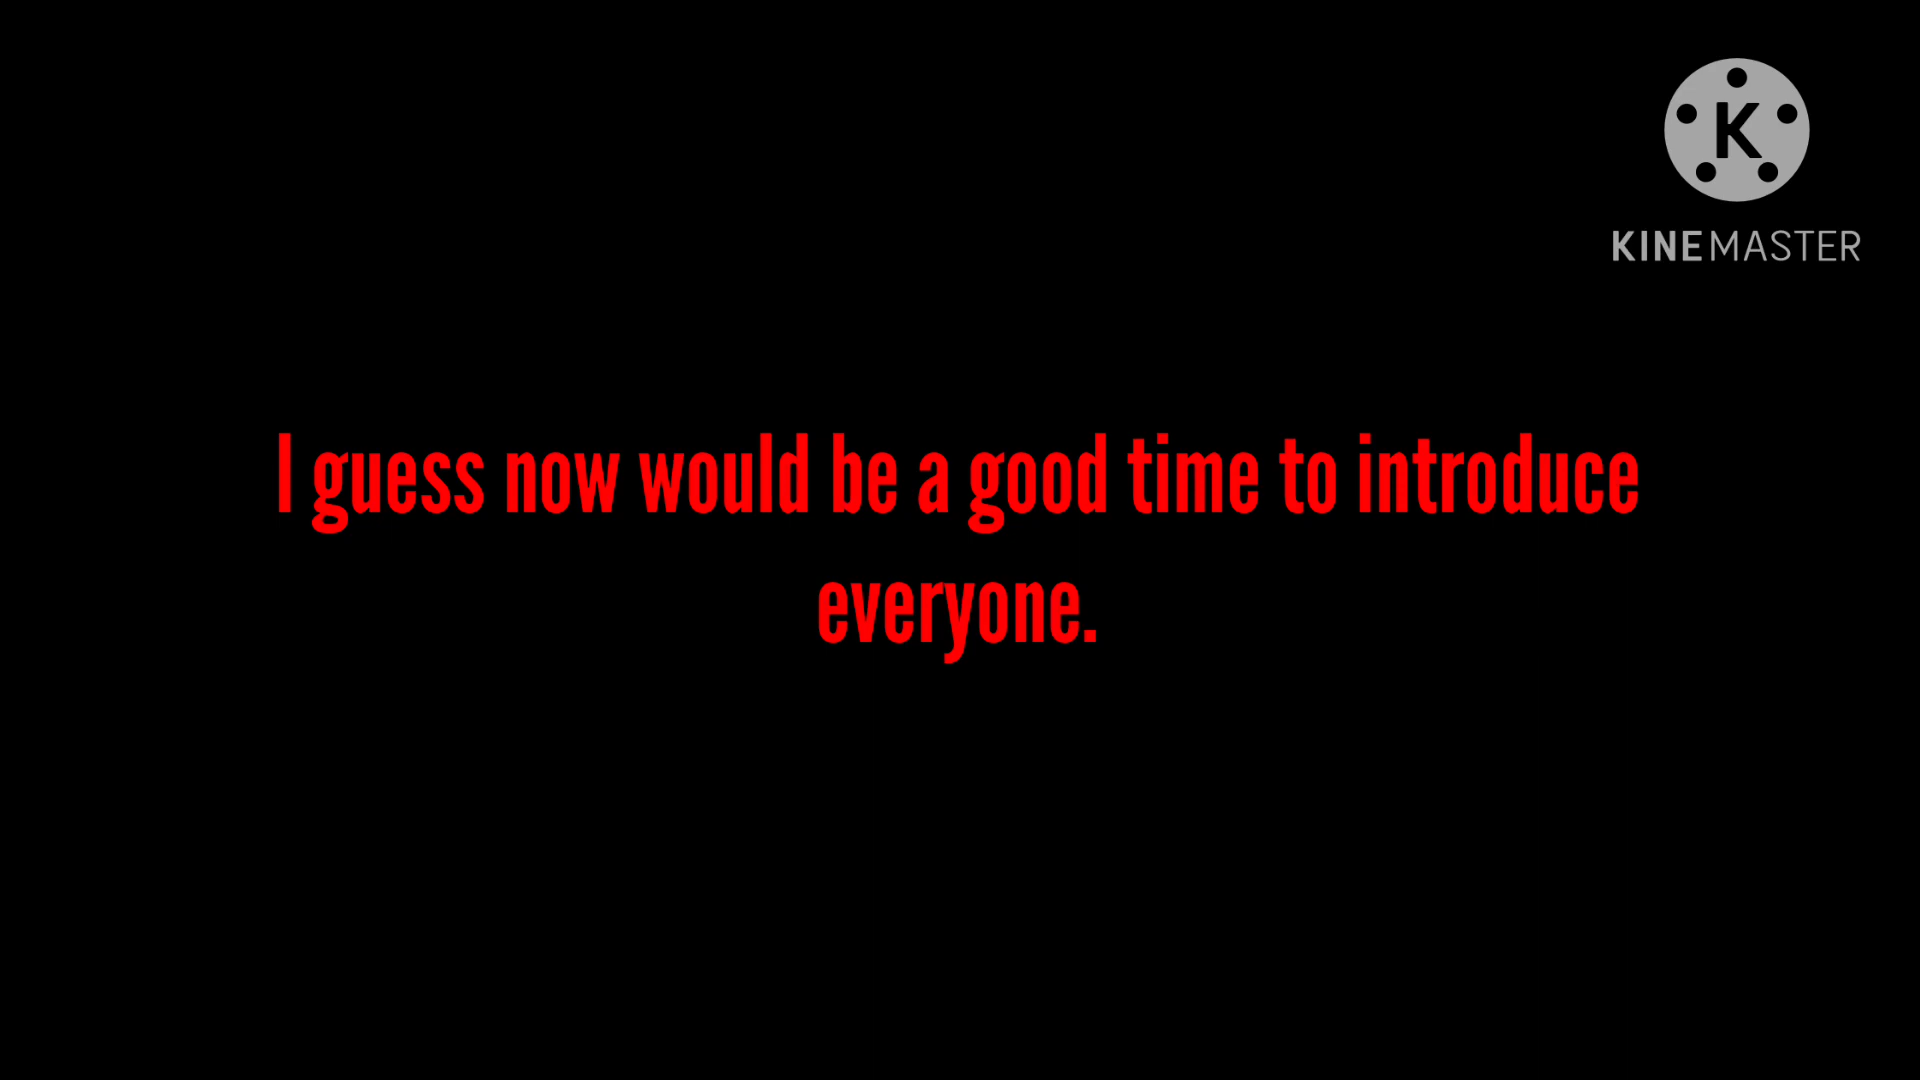 K
KINEMASTER
I guess now would be a good time to introduce
everyone.